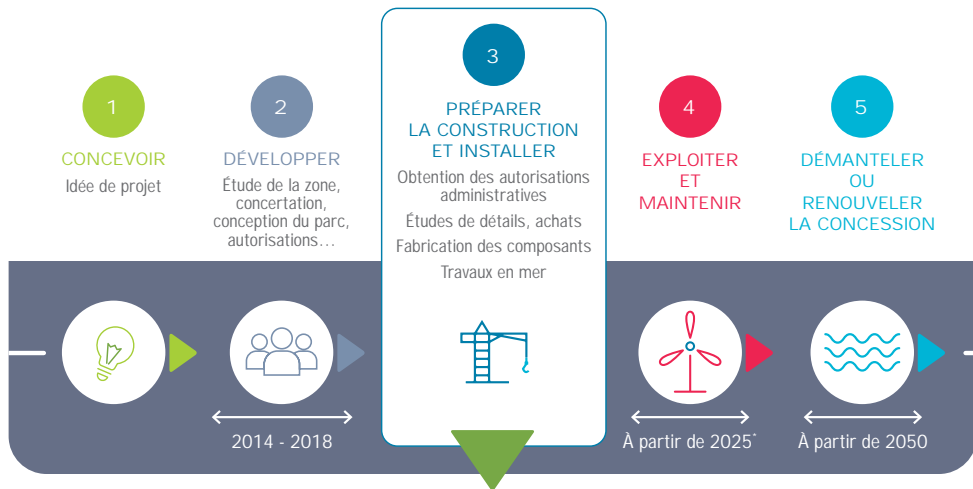 1
CONCEVOIR
Idée de projet
2
DÉVELOPPER
Étude de la zone,
concertation,
conception du parc,
autorisations…
2014 - 2018
3
PRÉPARER
LA CONSTRUCTION
ET INSTALLER
Obtention des autorisations
administratives
Études de détails, achats
Fabrication des composants
Travaux en mer
4
EXPLOITER
ET
MAINTENIR
À partir de 2025*
5
DÉMANTELER
OU
RENOUVELER
LA CONCESSION
À partir de 2050